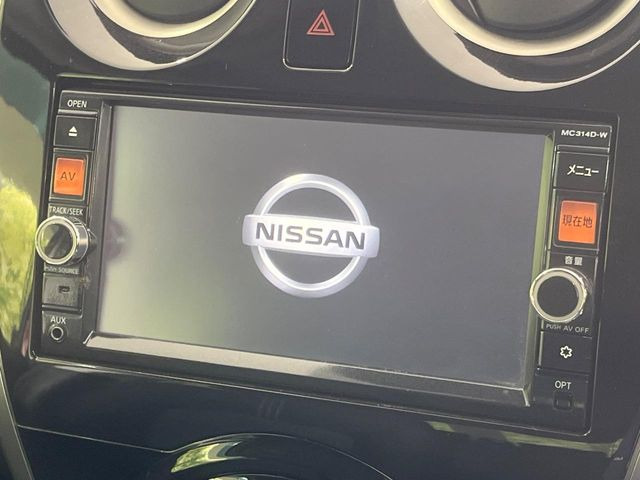 OPEN
MC314D-W
AV
メニュー
TRACK/SEEK
現在地
NISSAN
音量
PUSH SOURCE
AUX
PUSH AV OFF
OPT